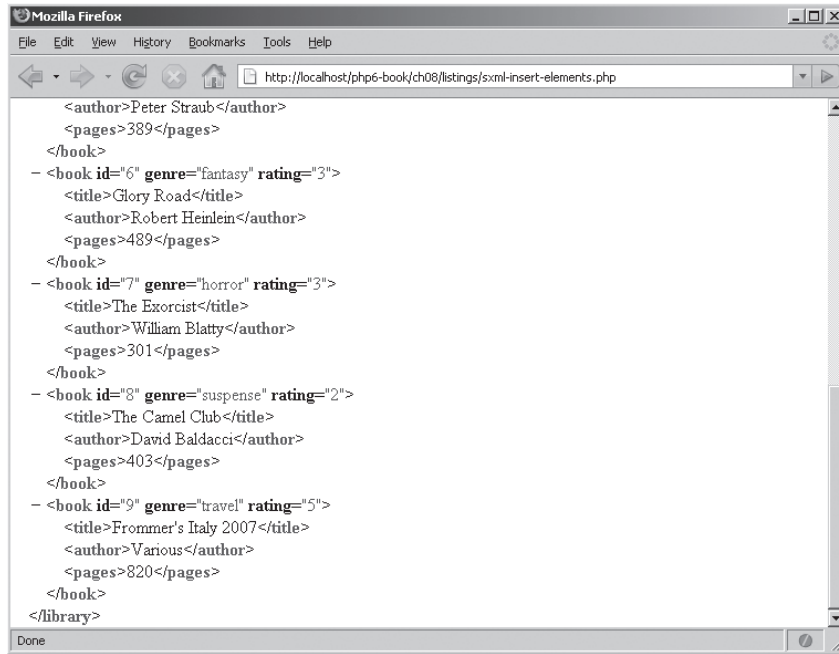 Mozilla Firefox
File Edit View History Bookmarks Tools Help
http://localhost/php6-book/ch08/listings/sxml-insert-elements.php
<author>Peter Straub</author>
<pages>389</pages>
</book>
− <book id="6" genre="fantasy" rating="3">
<title>Glory Road</title>
<author>Robert Heinlein</author>
<pages>489</pages>
</book>
− <book id="7" genre="horror" rating="3">
<title>The Exorcist</title>
<author>William Blatty</author>
<pages>301</pages>
</book>
− <book id="8" genre="suspense" rating="2">
<title>The Camel Club</title>
<author>David Baldacci</author>
<pages>403</pages>
</book>
− <book id="9" genre="travel" rating="5">
<title>Frommer's Italy 2007</title>
<author>Various</author>
<pages>820</pages>
</book>
</library>
Done